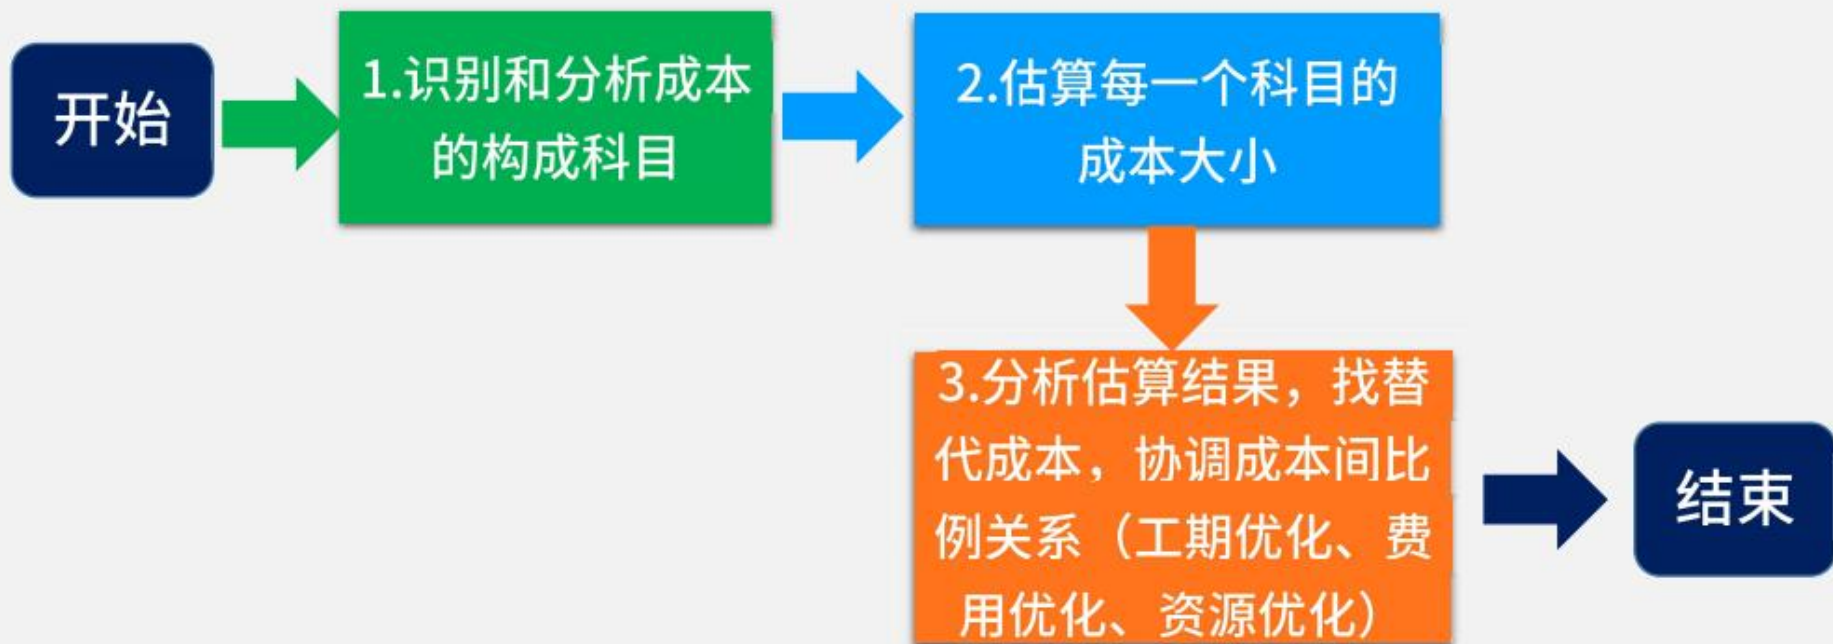 开始
1.识别和分析成本
的构成科目
2.估算每一个科目的
成本大小
3.分析估算结果，找替
代成本，协调成本间比
例关系（工期优化、费
用优化、资源优化）
结束